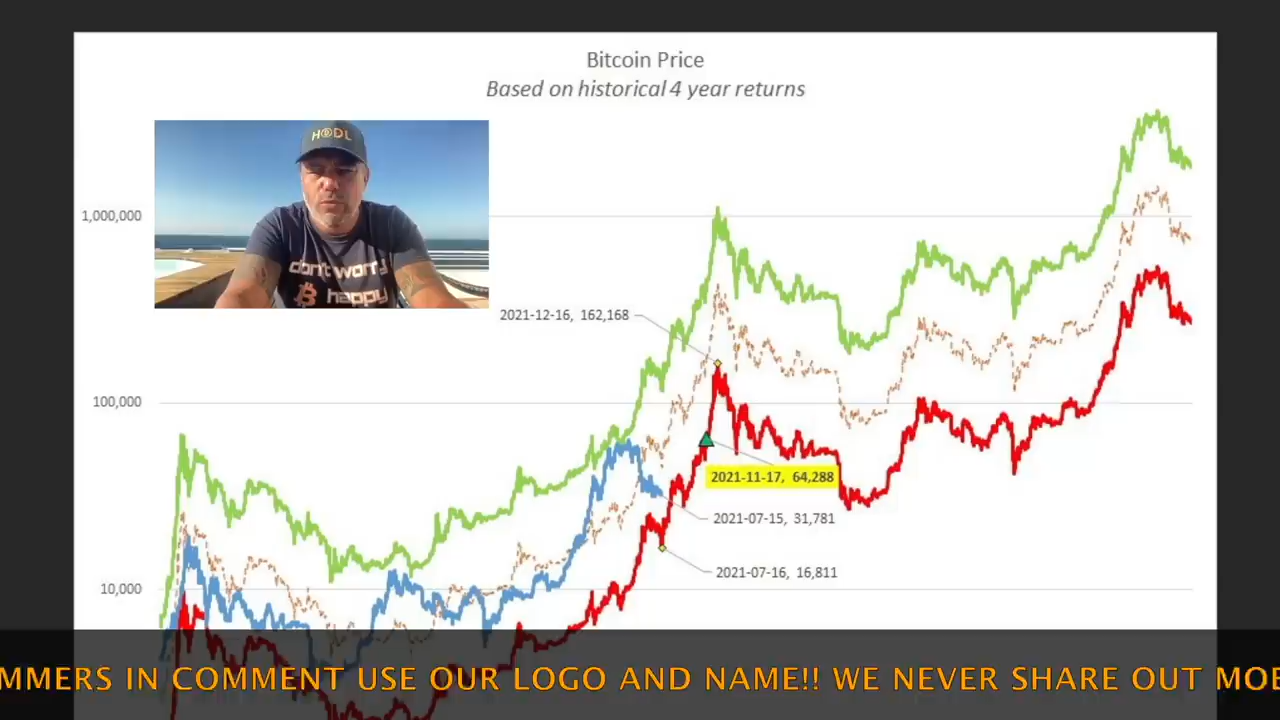 Bitcoin Price
Based on historical 4 year returns
HODL
1,000,000
don't worry
happy
2021-12-16, 162,168
100,000
2021-11-17, 64,288
2021-07-15, 31,781
2021-07-16, 16,811
10,000
MMERS IN COMMENT USE OUR LOGO AND NAME!! WE NEVER SHARE OUT MOB